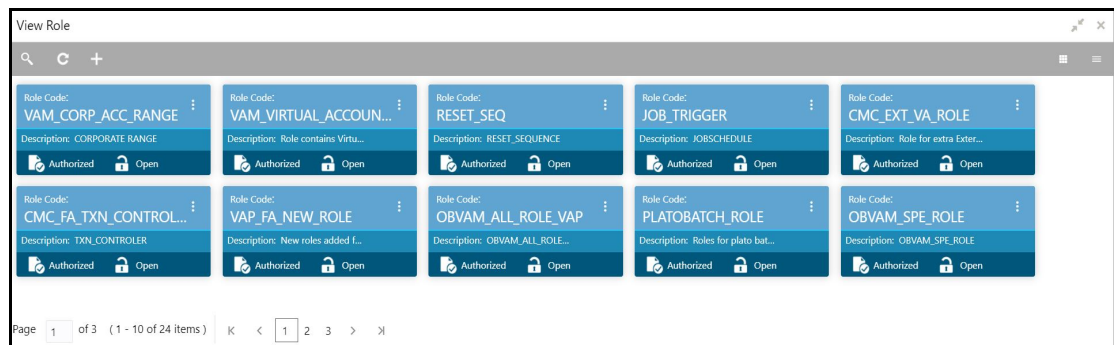 View Role
Role Code:
VAM_CORP_ACC_RANGE
Description: CORPORATE RANGE
Authorized Open
Role Code:
VAM_VIRTUAL_ACCOUN...
Description: Role contains Virtu...
Authorized Open
Role Code:
RESET_SEQ
Description: RESET_SEQUENCE
Authorized Open
Role Code:
JOB_TRIGGER
Description: JOBSCHEDULE
Authorized Open
Role Code:
CMC_EXT_VA_ROLE
Description: Role for extra Exter...
Authorized Open
Role Code:
CMC_FA_TXN_CONTROL...
Description: TXN_CONTROLER
Authorized Open
Role Code:
VAP_FA_NEW_ROLE
Description: New roles added f...
Authorized Open
Role Code:
OBVAM_ALL_ROLE_VAP
Description: OBVAM_ALL_ROLE...
Authorized Open
Role Code:
PLATOBATCH_ROLE
Description: Roles for plato bat...
Authorized Open
Role Code:
OBVAM_SPE_ROLE
Description: OBVAM_SPE_ROLE
Authorized Open
Page 1 of 3 ( 1 - 10 of 24 items ) 1 2 3